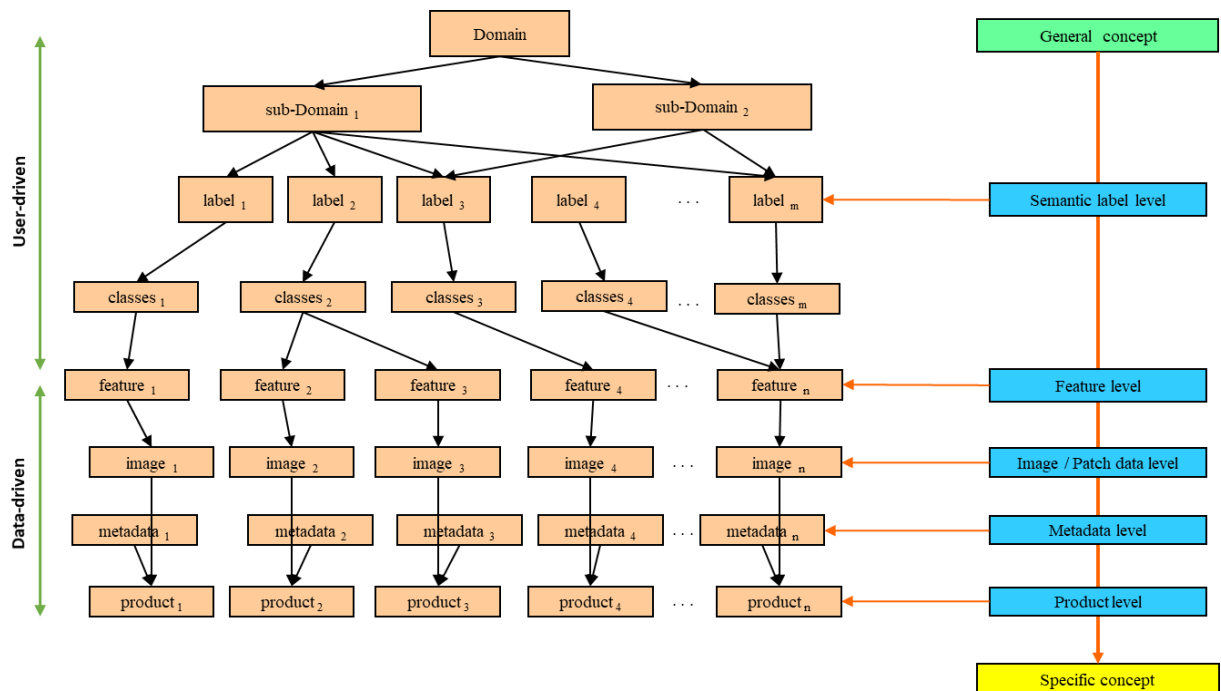 Domain
General concept
sub-Domain 1
sub-Domain 2
User-driven
label 1
label 2
label 3
label 4
. . .
label m
Semantic label level
classes 1
classes 2
classes 3
classes 4
. . .
classes m
feature 1
feature 2
feature 3
feature 4
. . .
feature n
Feature level
Data-driven
image 1
image 2
image 3
image 4
. . .
image n
Image / Patch data level
metadata 1
metadata 2
metadata 3
metadata 4
. . .
metadata n
Metadata level
product 1
product 2
product 3
product 4
. . .
product n
Product level
Specific concept